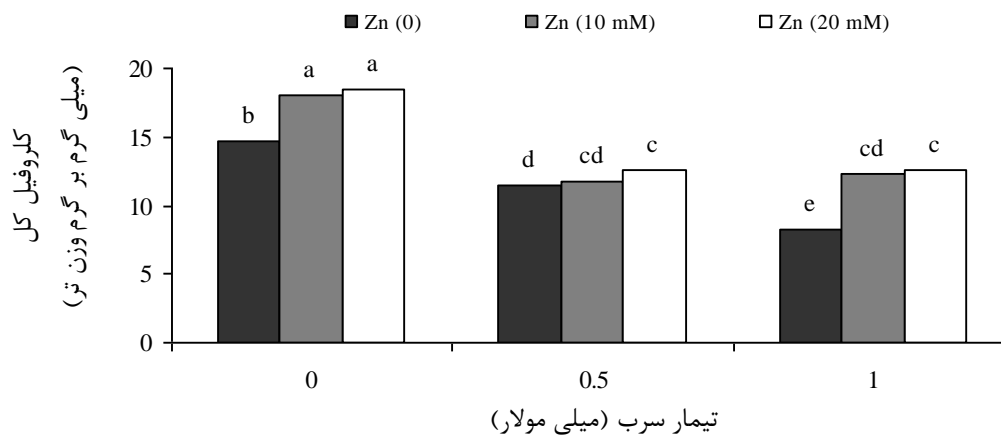 Zn (0) Zn (10 mM) Zn (20 mM)
کلروفیل کل
(میلی گرم بر گرم وزن تر)
20
15
10
5
0
b a a
d cd c
e cd c
0 0.5 1
تیمار سرب (میلی مولار)